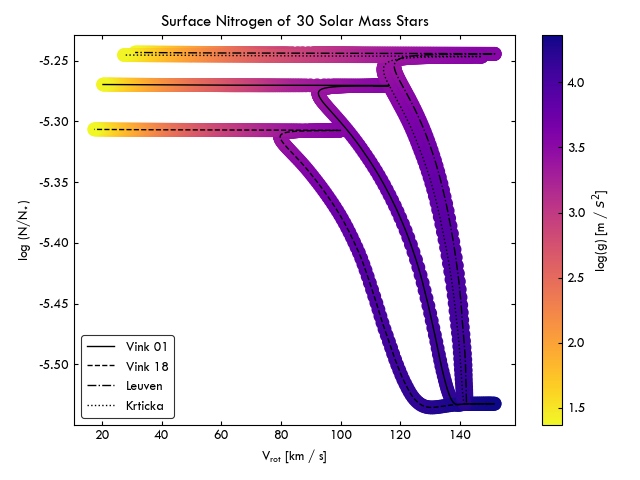 Surface Nitrogen of 30 Solar Mass Stars
-5.25
-5.30
-5.35
-5.40
-5.45
-5.50
log (N/N⋆)
Vink 01
Vink 18
Leuven
Krticka
20
40
60
80
100
120
140
V_rot [km / s]
4.0
3.5
3.0
2.5
2.0
1.5
log(g) [m / s²]